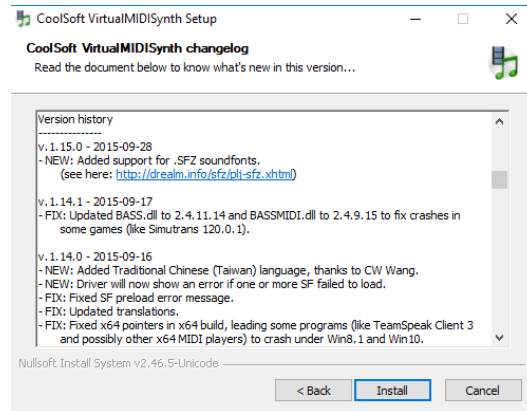 CoolSoft VirtualMIDISynth Setup
CoolSoft VirtualMIDISynth changelog
Read the document below to know what's new in this version...
Version history
---------------
v.1.15.0 - 2015-09-28
- NEW: Added support for .SFZ soundfonts.
(see here: http://drealm.info/sfz/plj-sfz.xhtml)
v.1.14.1 - 2015-09-17
- FIX: Updated BASS.dll to 2.4.11.14 and BASSMIDI.dll to 2.4.9.15 to fix crashes in
some games (like Simutrans 120.0.1).
v.1.14.0 - 2015-09-16
- NEW: Added Traditional Chinese (Taiwan) language, thanks to CW Wang.
- NEW: Driver will now show an error if one or more SF failed to load.
- FIX: Fixed SF preload error message.
- FIX: Updated translations.
- FIX: Fixed x64 pointers in x64 build, leading some programs (like TeamSpeak Client 3
and possibly other x64 MIDI players) to crash under Win8.1 and Win10.
Nullsoft Install System v2.46.5-Unicode
< Back Install Cancel